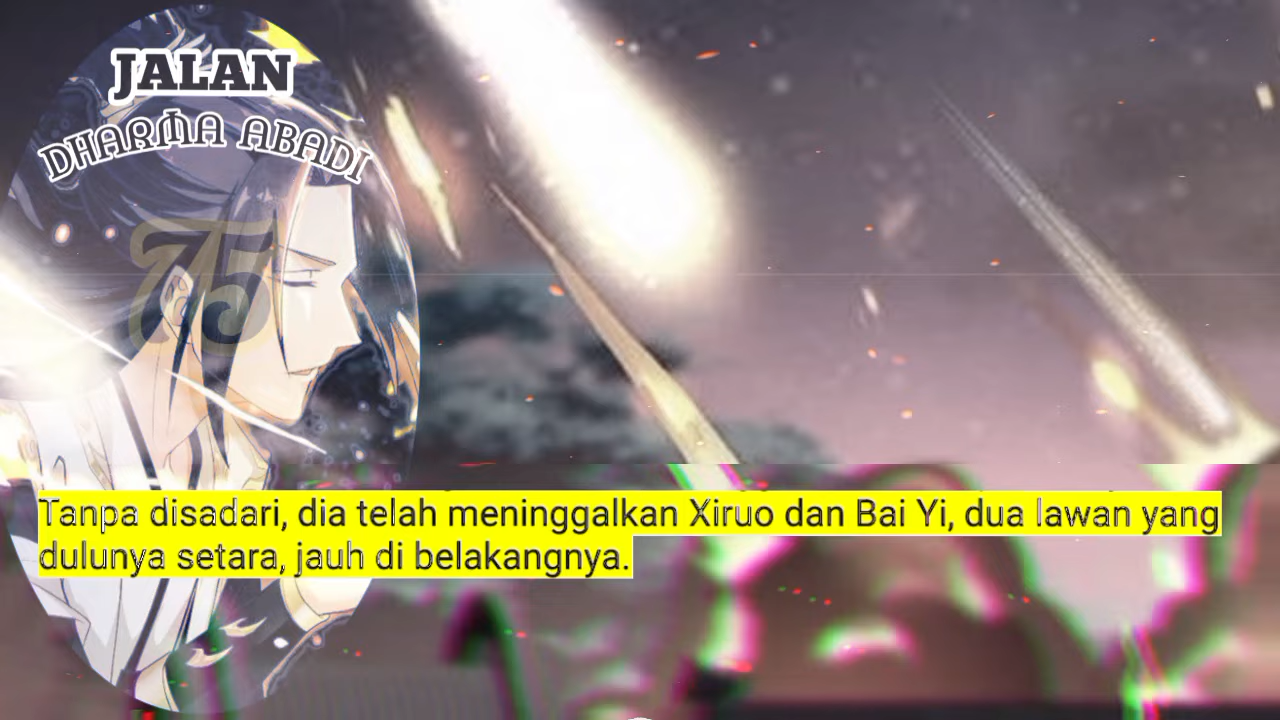 JALAN
DHARMA ABADI
75
Tanpa disadari, dia telah meninggalkan Xiruo dan Bai Yi, dua lawan yang
dulunya setara, jauh di belakangnya.